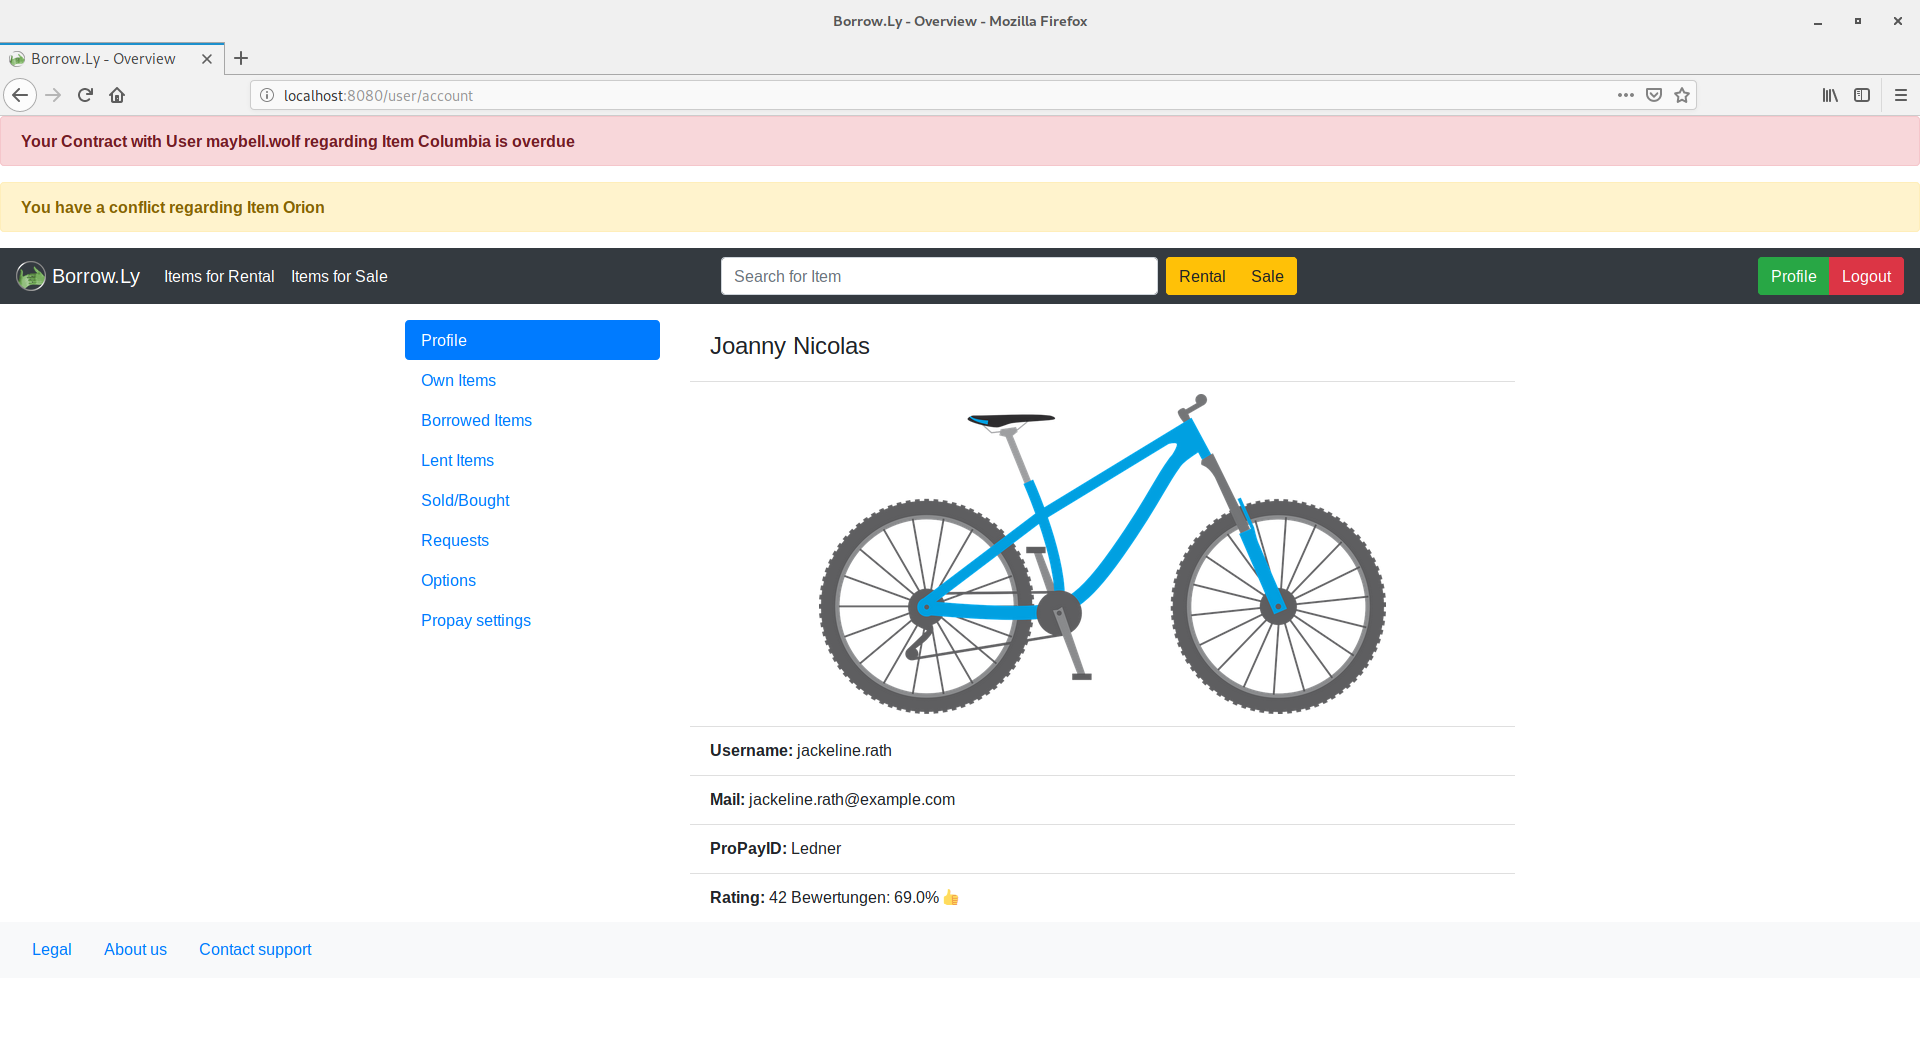 Borrow.Ly - Overview - Mozilla Firefox
Borrow.Ly - Overview
localhost:8080/user/account
Your Contract with User maybell.wolf regarding Item Columbia is overdue
You have a conflict regarding Item Orion
Borrow.Ly Items for Rental Items for Sale Search for Item Rental Sale Profile Logout
Profile
Own Items
Borrowed Items
Lent Items
Sold/Bought
Requests
Options
Propay settings
Joanny Nicolas
Username: jackeline.rath
Mail: jackeline.rath@example.com
ProPayID: Ledner
Rating: 42 Bewertungen: 69.0%👍
Legal About us Contact support